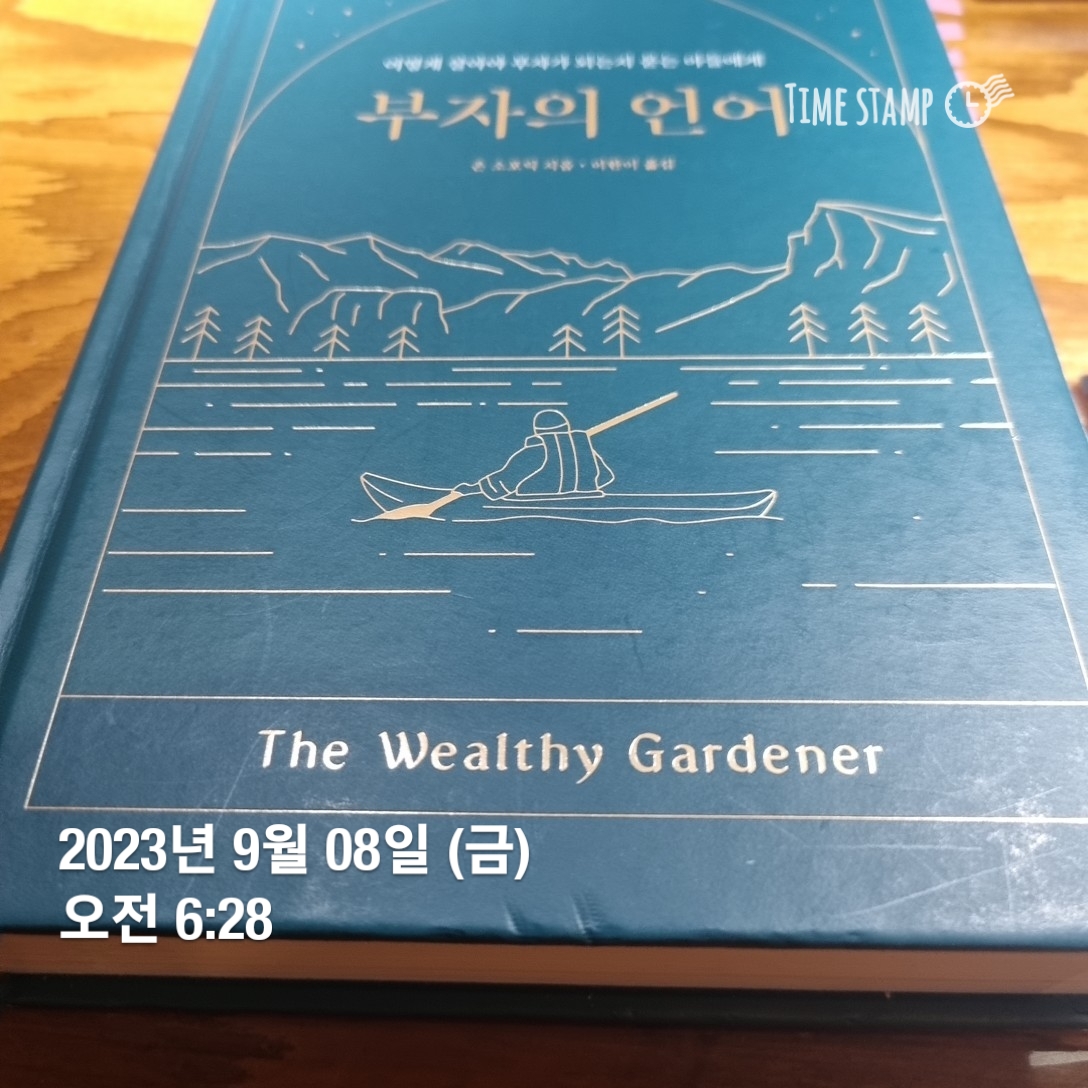 어떻게 살아야 부자가 되는지 묻는 아들에게
부자의 언어
TIME STAMP
존 소포릭 지음 · 이한이 옮김
The Wealthy Gardener
2023년 9월 08일 (금)
오전 6:28